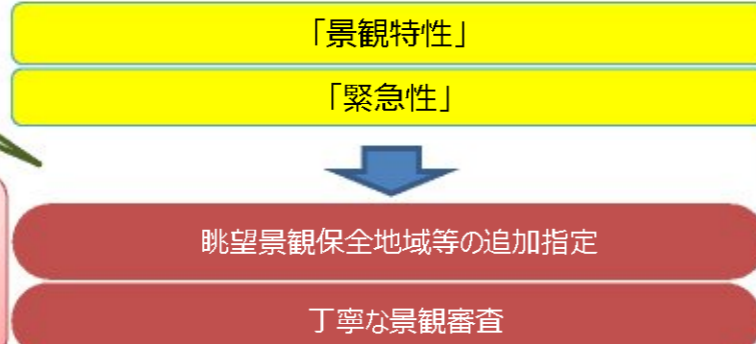 「景観特性」
「緊急性」
眺望景観保全地域等の追加指定
丁寧な景観審査